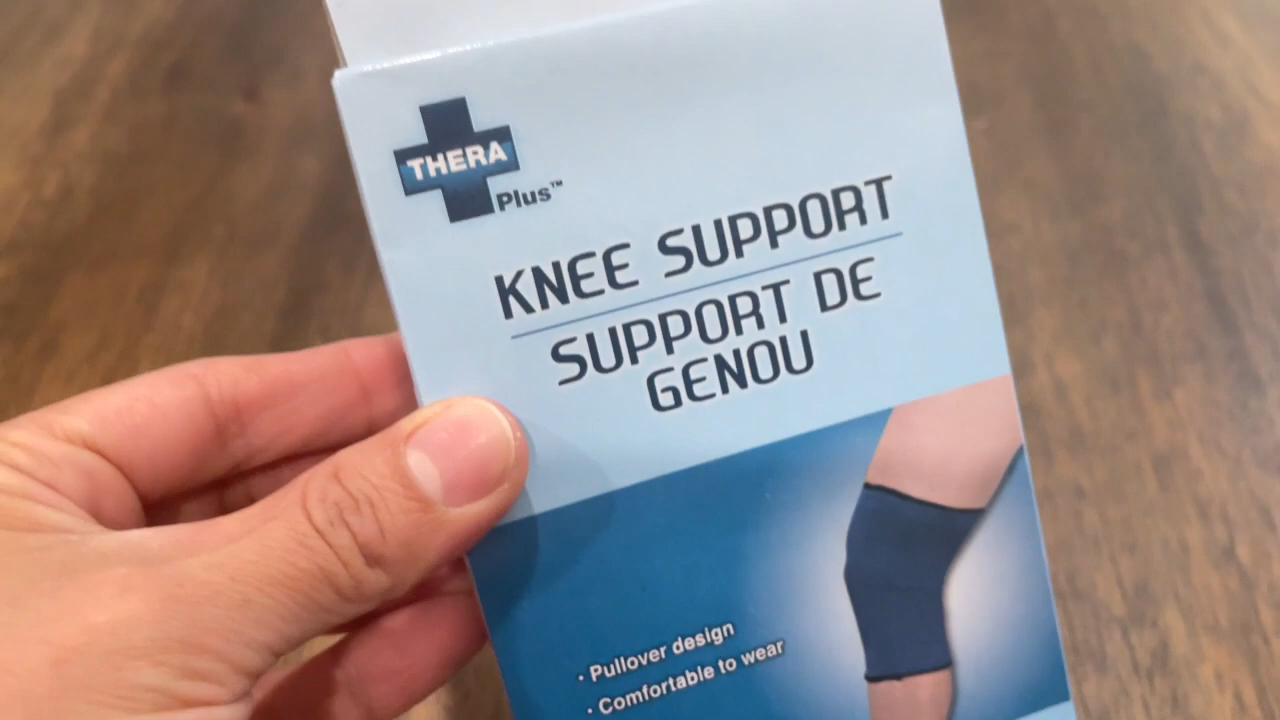 THERA
Plus™
KNEE SUPPORT
SUPPORT DE
GENOU
· Pullover design
· Comfortable to wear